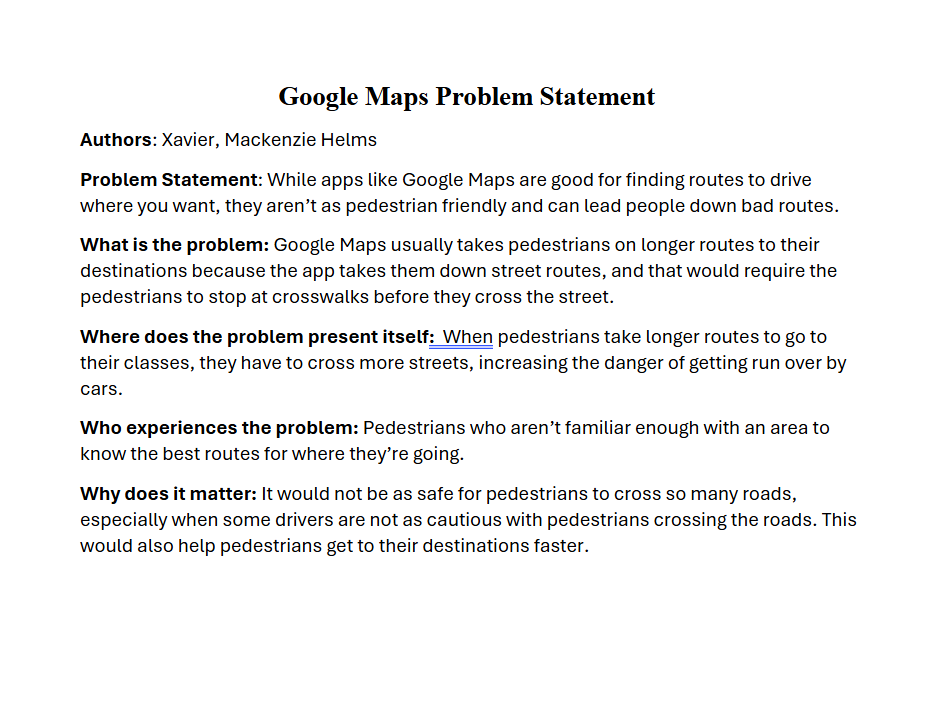 Google Maps Problem Statement
Authors: Xavier, Mackenzie Helms
Problem Statement: While apps like Google Maps are good for finding routes to drive
where you want, they aren’t as pedestrian friendly and can lead people down bad routes.
What is the problem: Google Maps usually takes pedestrians on longer routes to their
destinations because the app takes them down street routes, and that would require the
pedestrians to stop at crosswalks before they cross the street.
Where does the problem present itself:  When pedestrians take longer routes to go to
their classes, they have to cross more streets, increasing the danger of getting run over by
cars.
Who experiences the problem: Pedestrians who aren’t familiar enough with an area to
know the best routes for where they’re going.
Why does it matter: It would not be as safe for pedestrians to cross so many roads,
especially when some drivers are not as cautious with pedestrians crossing the roads. This
would also help pedestrians get to their destinations faster.